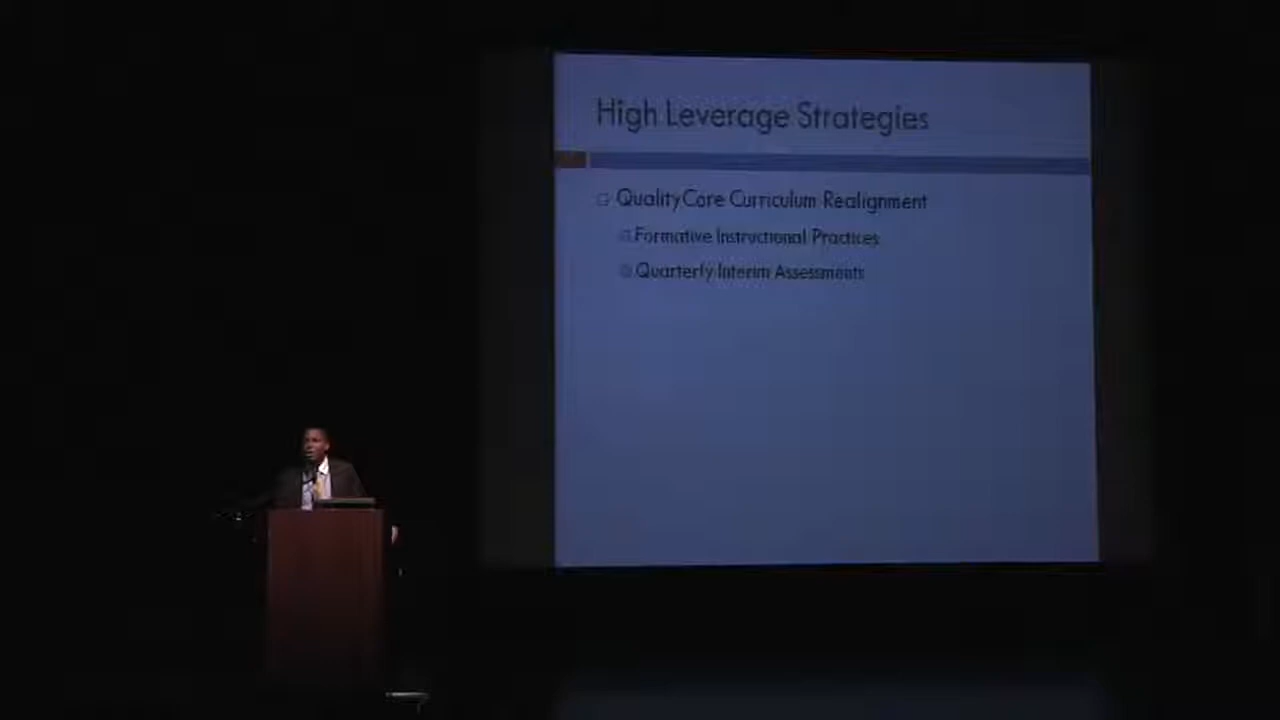 High Leverage Strategies
QualityCore Curriculum Realignment
Formative Instructional Practices
Quarterly Interim Assessments